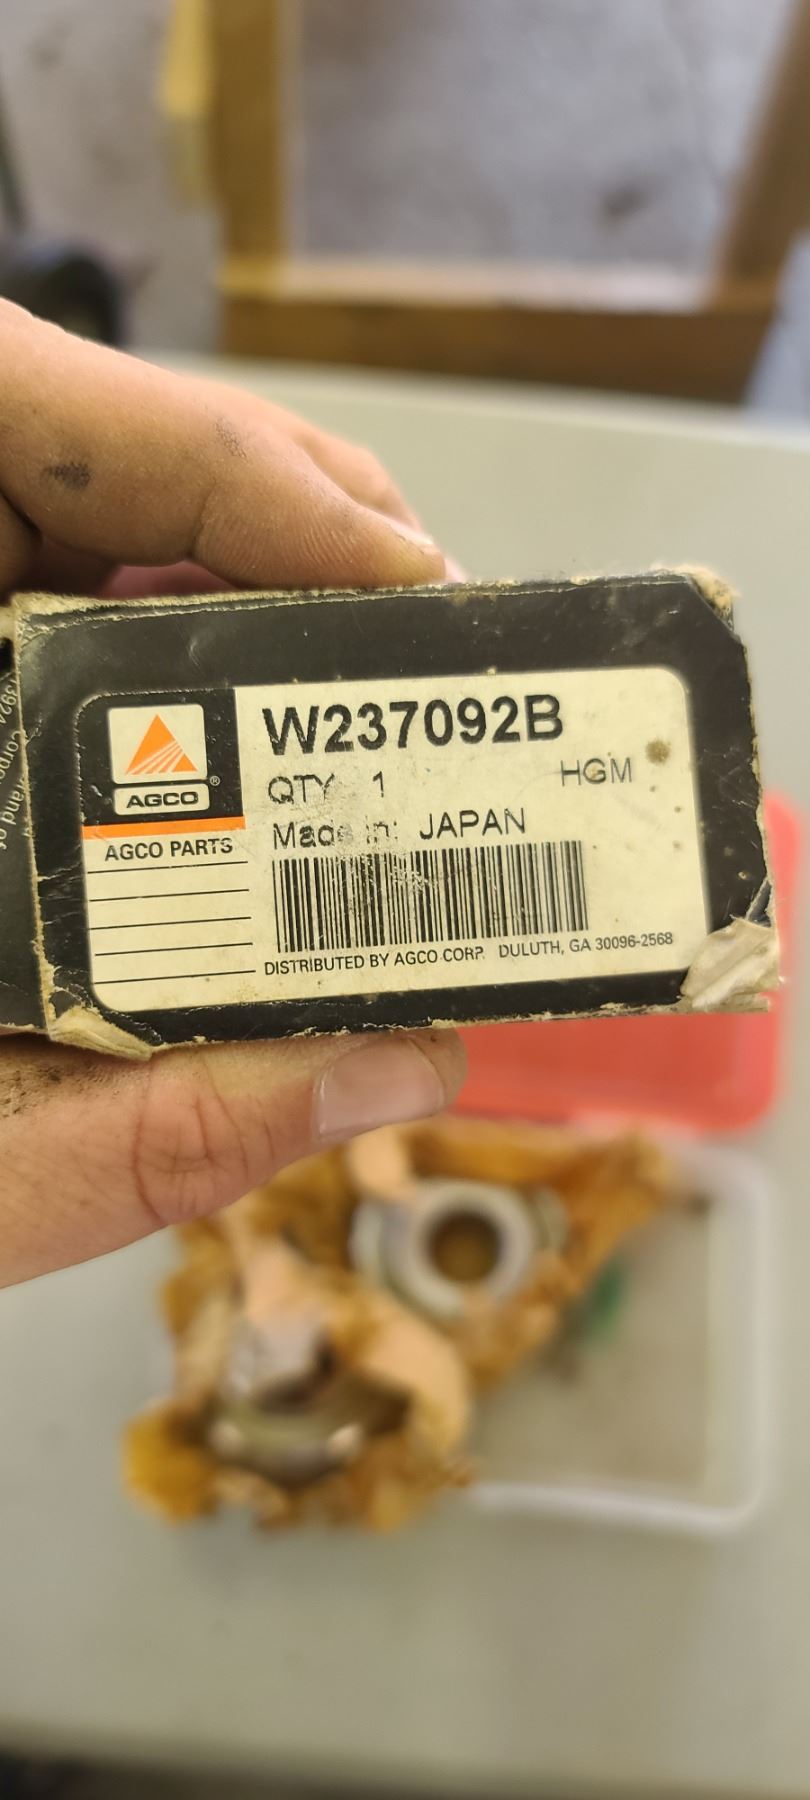 W237092B
QTY 1 HGM
Made in: JAPAN
AGCO®
AGCO PARTS
DISTRIBUTED BY AGCO CORP. DULUTH, GA 30096-2568